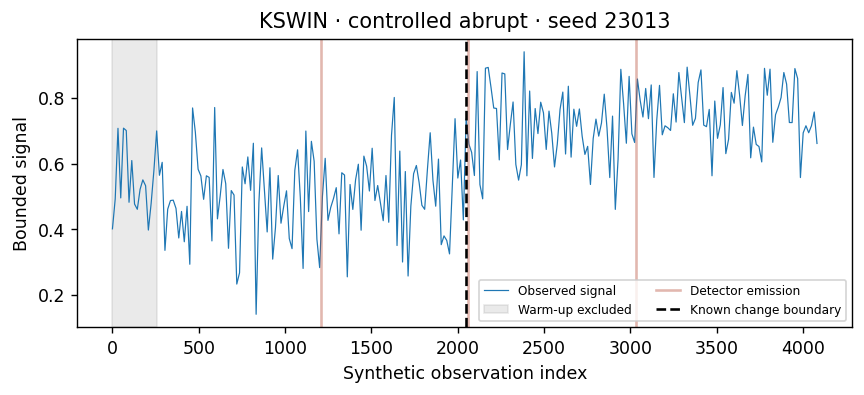 KSWIN · controlled abrupt · seed 23013
Bounded signal
0.8
0.6
0.4
0.2
Observed signal
Warm-up excluded
Detector emission
Known change boundary
0 500 1000 1500 2000 2500 3000 3500 4000
Synthetic observation index